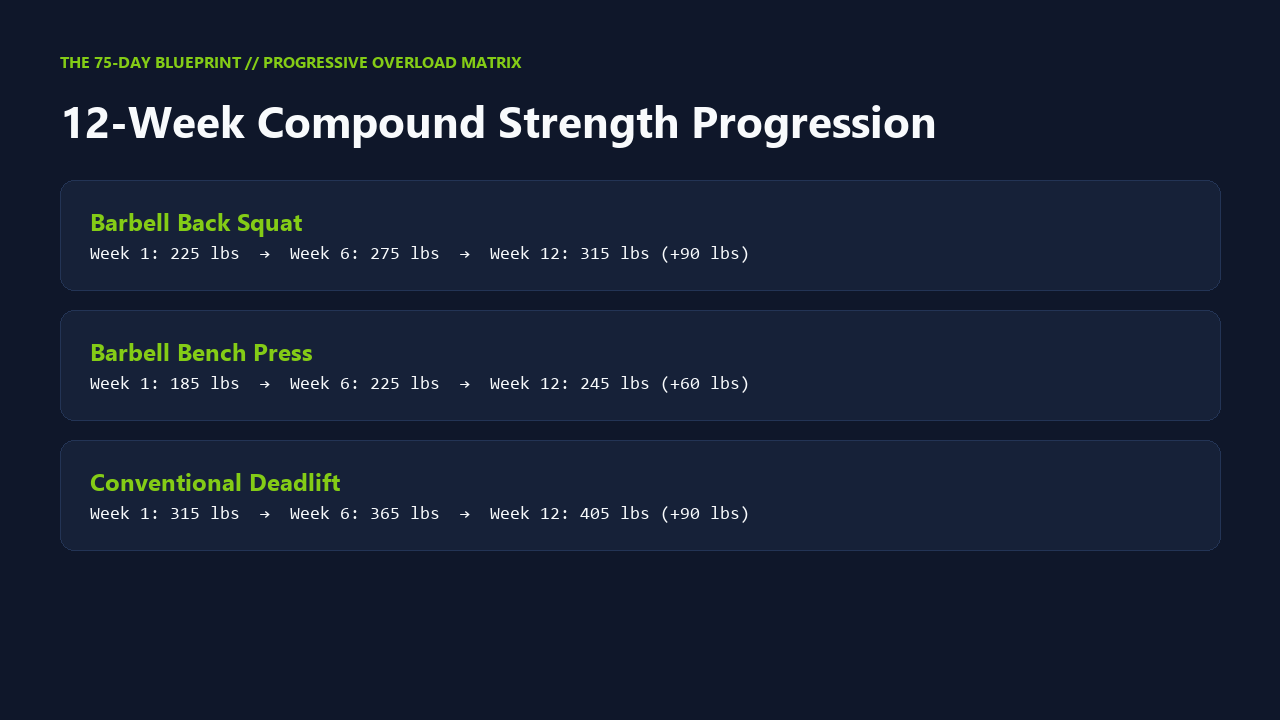 THE 75-DAY BLUEPRINT // PROGRESSIVE OVERLOAD MATRIX
12-Week Compound Strength Progression
Barbell Back Squat
Week 1: 225 lbs → Week 6: 275 lbs → Week 12: 315 lbs (+90 lbs)
Barbell Bench Press
Week 1: 185 lbs → Week 6: 225 lbs → Week 12: 245 lbs (+60 lbs)
Conventional Deadlift
Week 1: 315 lbs → Week 6: 365 lbs → Week 12: 405 lbs (+90 lbs)